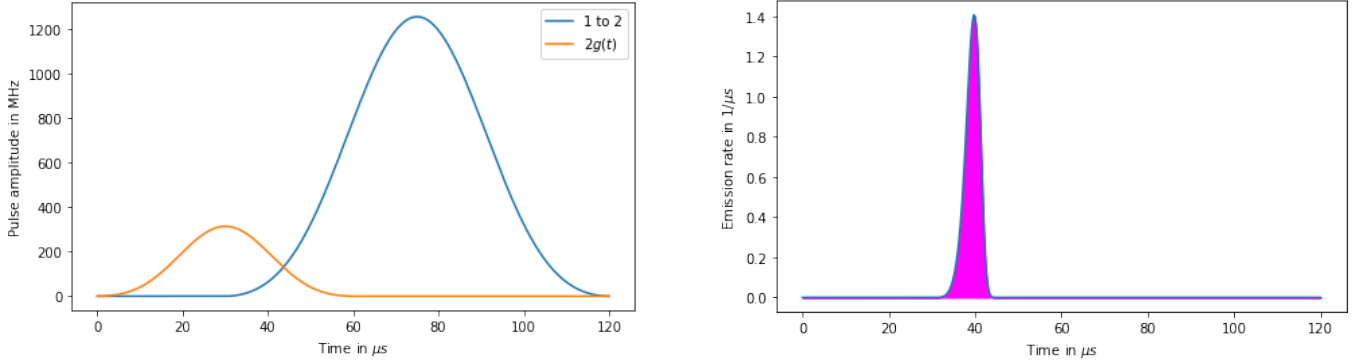 Pulse amplitude in MHz
1200
1000
800
600
400
200
0
0 20 40 60 80 100 120
Time in μs
1 to 2
2g(t)
Emission rate in 1/μs
1.4
1.2
1.0
0.8
0.6
0.4
0.2
0.0
0 20 40 60 80 100 120
Time in μs